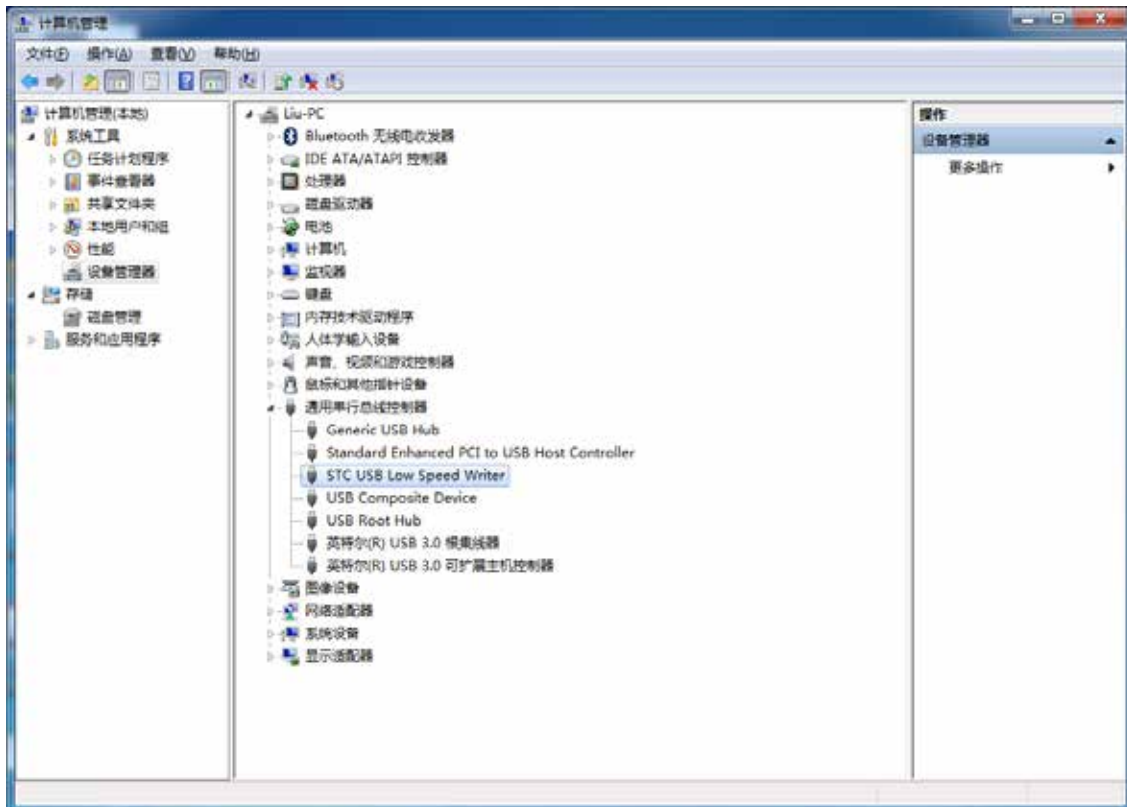 计算机管理
文件(F) 操作(A) 查看(V) 帮助(H)
计算机管理(本地)
系统工具
任务计划程序
事件查看器
共享文件夹
本地用户和组
性能
设备管理器
存储
磁盘管理
服务和应用程序
Liu-PC
Bluetooth 无线电收发器
IDE ATA/ATAPI 控制器
处理器
磁盘驱动器
电池
计算机
监视器
键盘
内存技术驱动程序
人体学输入设备
声音、视频和游戏控制器
鼠标和其他指针设备
通用串行总线控制器
Generic USB Hub
Standard Enhanced PCI to USB Host Controller
STC USB Low Speed Writer
USB Composite Device
USB Root Hub
英特尔(R) USB 3.0 根集线器
英特尔(R) USB 3.0 可扩展主机控制器
图像设备
网络适配器
系统设备
显示适配器
操作
设备管理器
更多操作